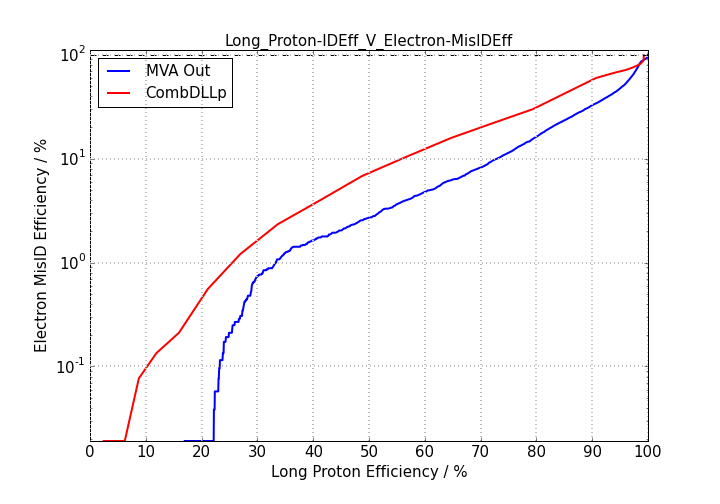 Long_Proton-IDEff_V_Electron-MisIDEff
MVA Out
CombDLLp
Electron MisID Efficiency / %
10²
10¹
10⁰
10⁻¹
0 10 20 30 40 50 60 70 80 90 100
Long Proton Efficiency / %